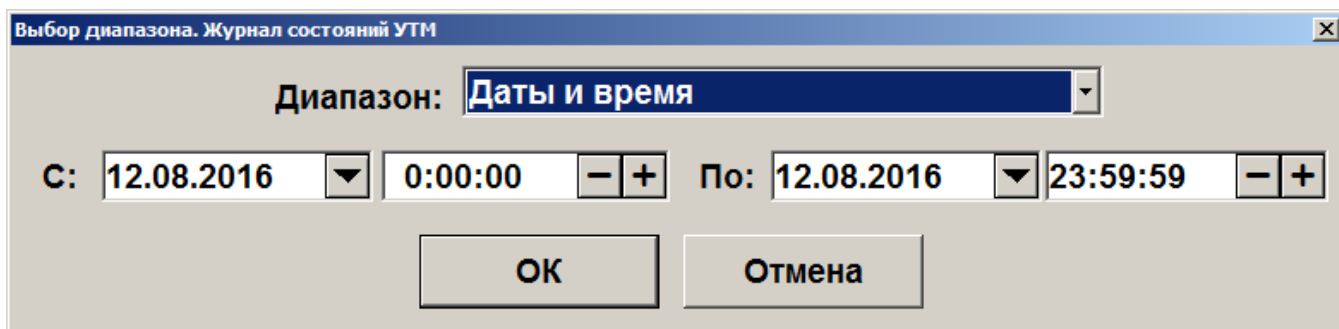 Выбор диапазона. Журнал состояний УТМ
Диапазон: Даты и время
С: 12.08.2016 0:00:00 По: 12.08.2016 23:59:59
ОК Отмена